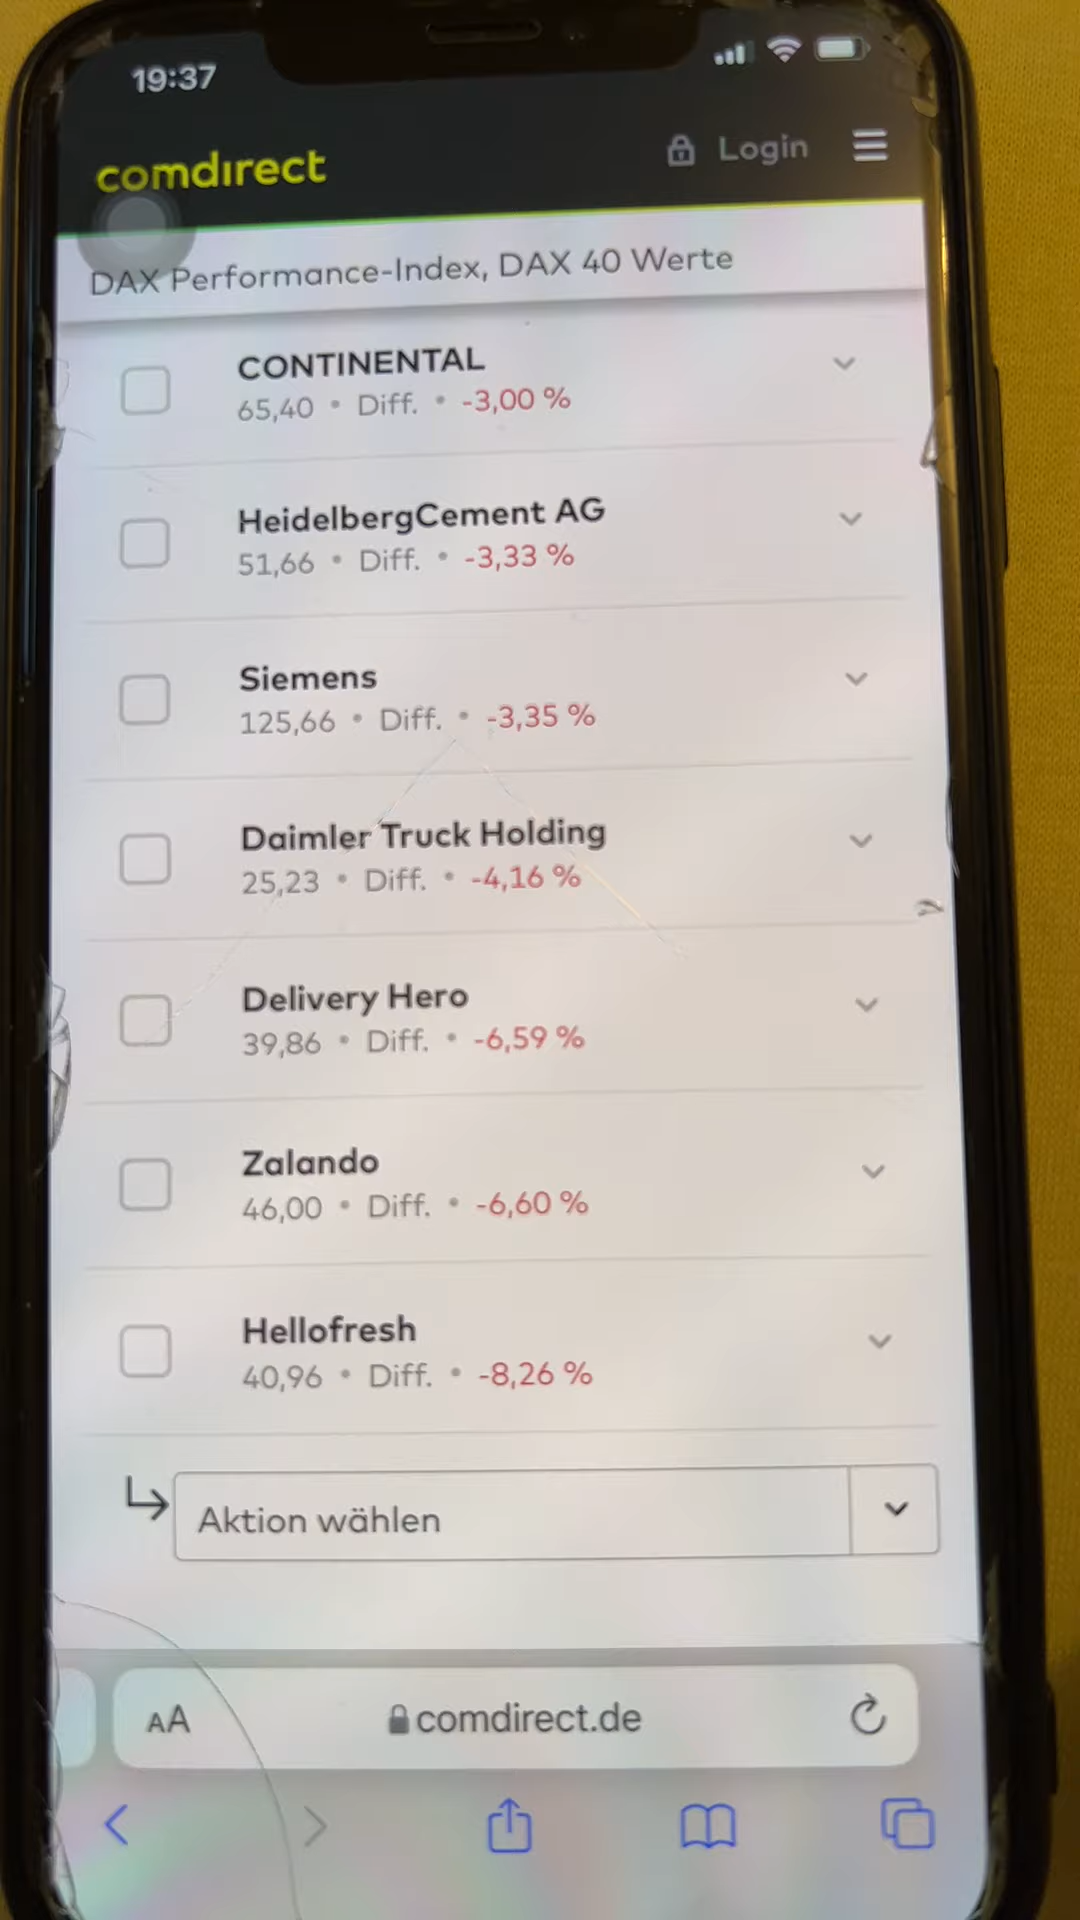 19:37
comdirect
Login
DAX Performance-Index, DAX 40 Werte
CONTINENTAL
65,40 • Diff. • -3,00 %
HeidelbergCement AG
51,66 • Diff. • -3,33 %
Siemens
125,66 • Diff. • -3,35 %
Daimler Truck Holding
25,23 • Diff. • -4,16 %
Delivery Hero
39,86 • Diff. • -6,59 %
Zalando
46,00 • Diff. • -6,60 %
Hellofresh
40,96 • Diff. • -8,26 %
Aktion wählen
AA comdirect.de